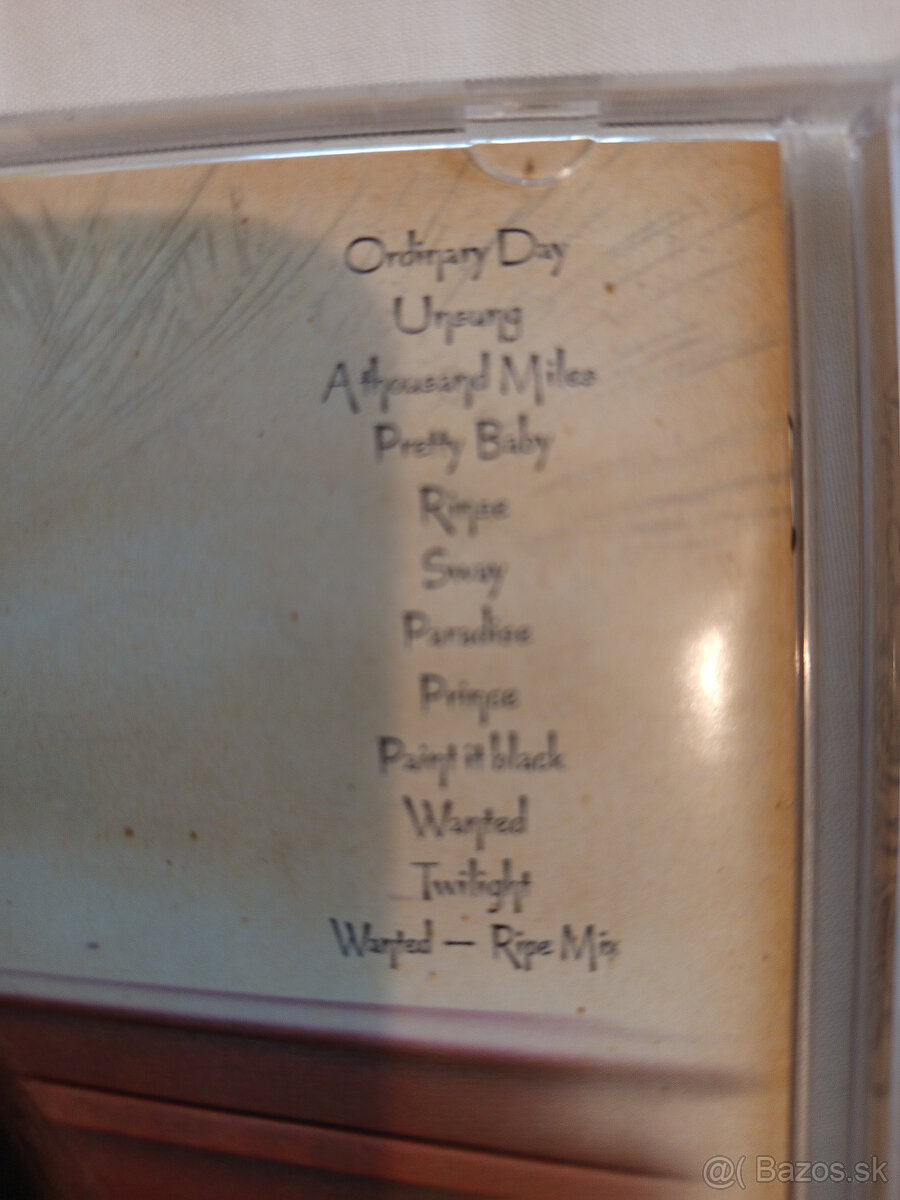 Ordinary Day
Unsung
A thousand Miles
Pretty Baby
Rinse
Sway
Paradise
Prince
Paint it black
Wanted
Twilight
Wanted — Ripe Mix
@( Bazos.sk